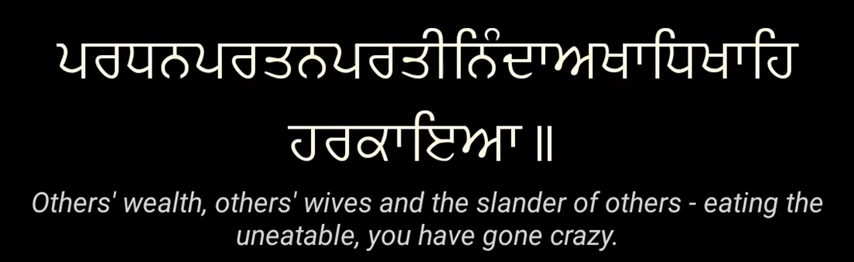 ਪਰਧਨਪਰਤਨਪਰਤੀਨਿੰਦਾਅਖਾਧਿਖਾਹਿ
ਹਰਕਾਇਆ॥
Others' wealth, others' wives and the slander of others - eating the
uneatable, you have gone crazy.